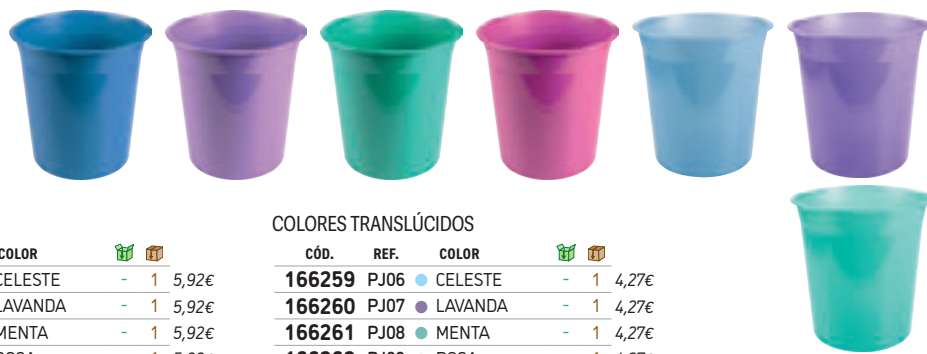 COLOR
CELESTE - 1 5,92€
LAVANDA - 1 5,92€
MENTA - 1 5,92€
COLORES TRANSLÚCIDOS
CÓD. REF. COLOR
166259 PJ06 CELESTE - 1 4,27€
166260 PJ07 LAVANDA - 1 4,27€
166261 PJ08 MENTA - 1 4,27€